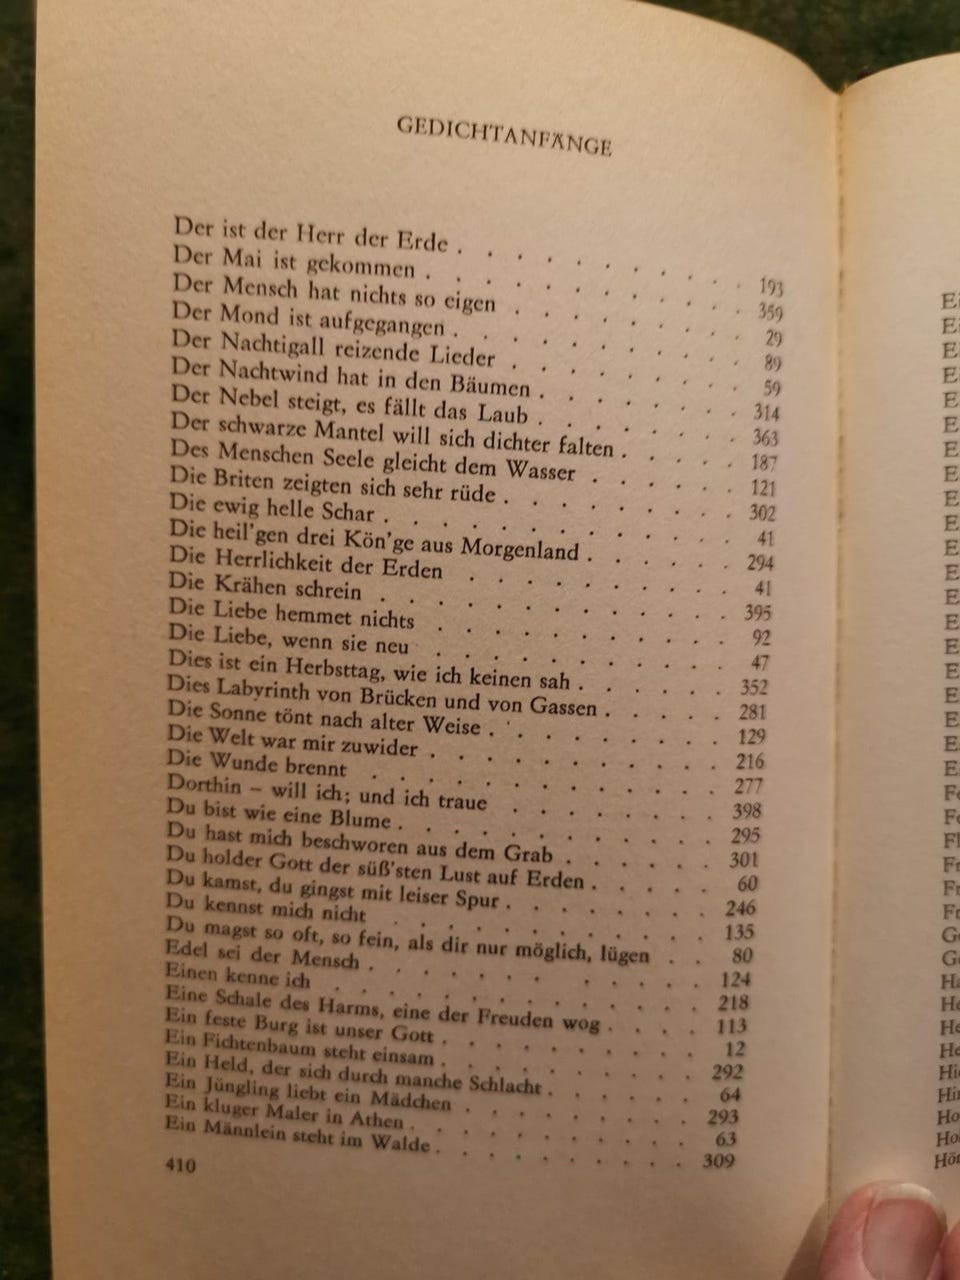 GEDICHTANFÄNGE
Der ist der Herr der Erde . . . . . . . . . . 193
Der Mai ist gekommen . . . . . . . . . . . 359
Der Mensch hat nichts so eigen . . . . . . . . 29
Der Mond ist aufgegangen . . . . . . . . . . 89
Der Nachtigall reizende Lieder . . . . . . . . 59
Der Nachtwind hat in den Bäumen . . . . . . . 314
Der Nebel steigt, es fällt das Laub . . . . . . . 363
Der schwarze Mantel will sich dichter falten . . . . 187
Des Menschen Seele gleicht dem Wasser . . . . . 121
Die Briten zeigten sich sehr rüde . . . . . . . . 302
Die ewig helle Schar . . . . . . . . . . . . 41
Die heil'gen drei Kön'ge aus Morgenland . . . . . 294
Die Herrlichkeit der Erden . . . . . . . . . 41
Die Krähen schrein . . . . . . . . . . . . 395
Die Liebe hemmet nichts . . . . . . . . . . 92
Die Liebe, wenn sie neu . . . . . . . . . . 47
Dies ist ein Herbsttag, wie ich keinen sah . . . . . 352
Dies Labyrinth von Brücken und von Gassen . . . . 281
Die Sonne tönt nach alter Weise . . . . . . . . 129
Die Welt war mir zuwider . . . . . . . . . . 216
Die Wunde brennt . . . . . . . . . . . . 277
Dorthin – will ich; und ich traue . . . . . . . 398
Du bist wie eine Blume . . . . . . . . . . . 295
Du hast mich beschworen aus dem Grab . . . . . 301
Du holder Gott der süß'sten Lust auf Erden . . . . 60
Du kamst, du gingst mit leiser Spur . . . . . . . 246
Du kennst mich nicht . . . . . . . . . . . 135
Du magst so oft, so fein, als dir nur möglich, lügen . . 80
Edel sei der Mensch . . . . . . . . . . . 124
Einen kenne ich . . . . . . . . . . . . . 218
Eine Schale des Harms, eine der Freuden wog . . . . 113
Ein feste Burg ist unser Gott . . . . . . . . . 12
Ein Fichtenbaum steht einsam . . . . . . . . . 292
Ein Held, der sich durch manche Schlacht . . . . . 64
Ein Jüngling liebt ein Mädchen . . . . . . . . 293
Ein kluger Maler in Athen . . . . . . . . . . 63
Ein Männlein steht im Walde . . . . . . . . . 309
410